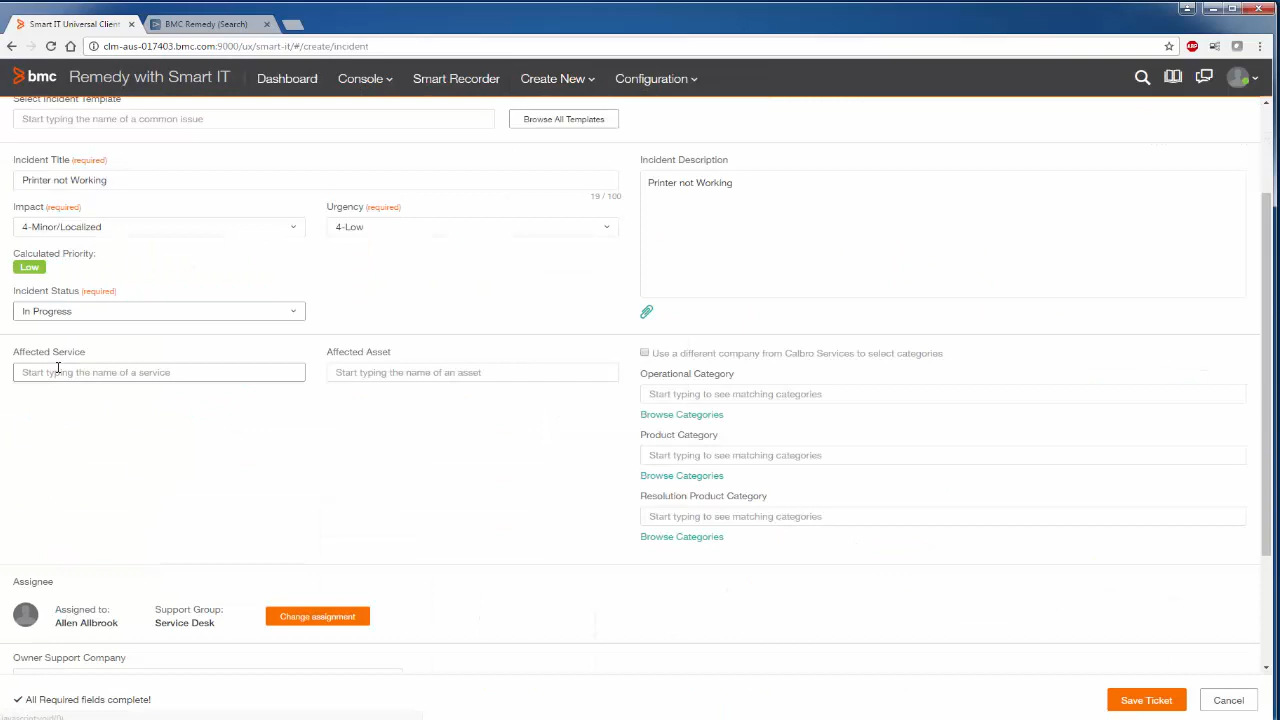 Smart IT Universal Client
BMC Remedy (Search)
clm-aus-017403.bmc.com:9000/ux/smart-it/#/create/incident
bmc Remedy with Smart IT Dashboard Console Smart Recorder Create New Configuration
Select Incident Template
Start typing the name of a common issue
Browse All Templates
Incident Title (required)
Printer not Working
19 / 100
Impact (required)
Urgency (required)
4-Minor/Localized
4-Low
Calculated Priority:
Low
Incident Status (required)
In Progress
Incident Description
Printer not Working
Affected Service
Affected Asset
Start typing the name of a service
Start typing the name of an asset
Use a different company from Calbro Services to select categories
Operational Category
Start typing to see matching categories
Browse Categories
Product Category
Start typing to see matching categories
Browse Categories
Resolution Product Category
Start typing to see matching categories
Browse Categories
Assignee
Assigned to:
Allen Allbrook
Support Group:
Service Desk
Change assignment
Owner Support Company
All Required fields complete!
Save Ticket
Cancel